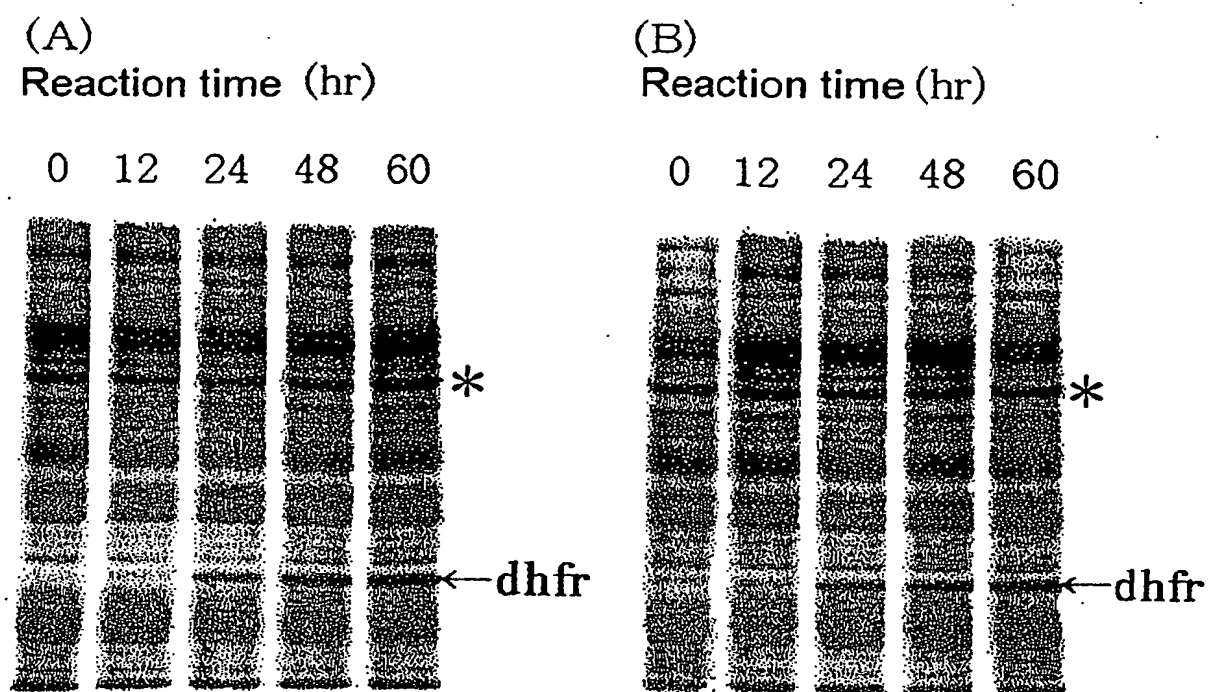 (A)
Reaction time (hr)
0 12 24 48 60
*
dhfr
(B)
Reaction time (hr)
0 12 24 48 60
*
dhfr